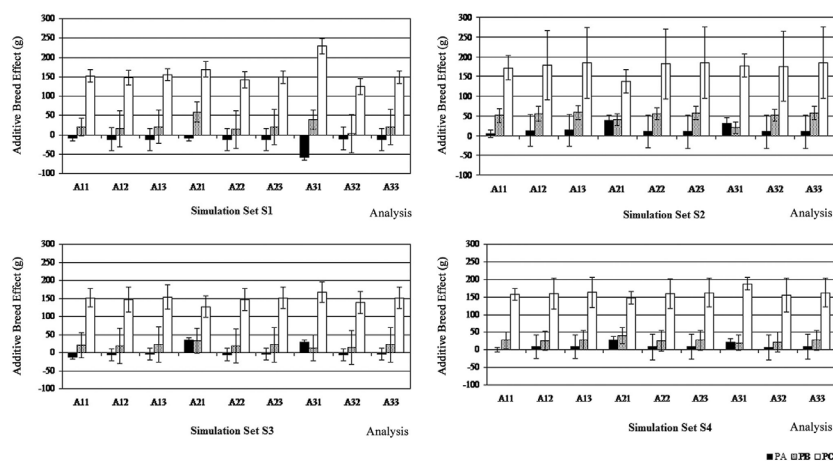 Additive Breed Effect (g)
300
250
200
150
100
50
0
-50
-100
A11 A12 A13 A21 A22 A23 A31 A32 A33
Simulation Set S1
Analysis
Additive Breed Effect (g)
300
250
200
150
100
50
0
-50
100
A11 A12 A13 A21 A22 A23 A31 A32 A33
Simulation Set S2
Analysis
Additive Breed Effect (g)
300
250
200
150
100
50
0
-50
-100
A11 A12 A13 A21 A22 A23 A31 A32 A33
Simulation Set S3
Analysis
Additive Breed Effect (g)
300
250
200
150
100
50
0
-50
-100
A11 A12 A13 A21 A22 A23 A31 A32 A33
Simulation Set S4
Analysis
PA PB PC